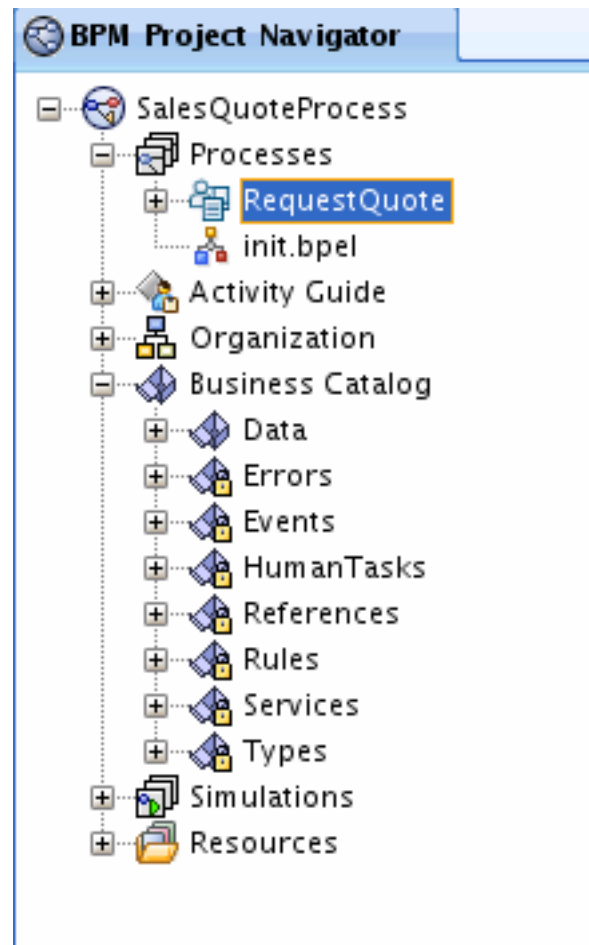 BPM Project Navigator
SalesQuoteProcess
Processes
RequestQuote
init.bpel
Activity Guide
Organization
Business Catalog
Data
Errors
Events
HumanTasks
References
Rules
Services
Types
Simulations
Resources